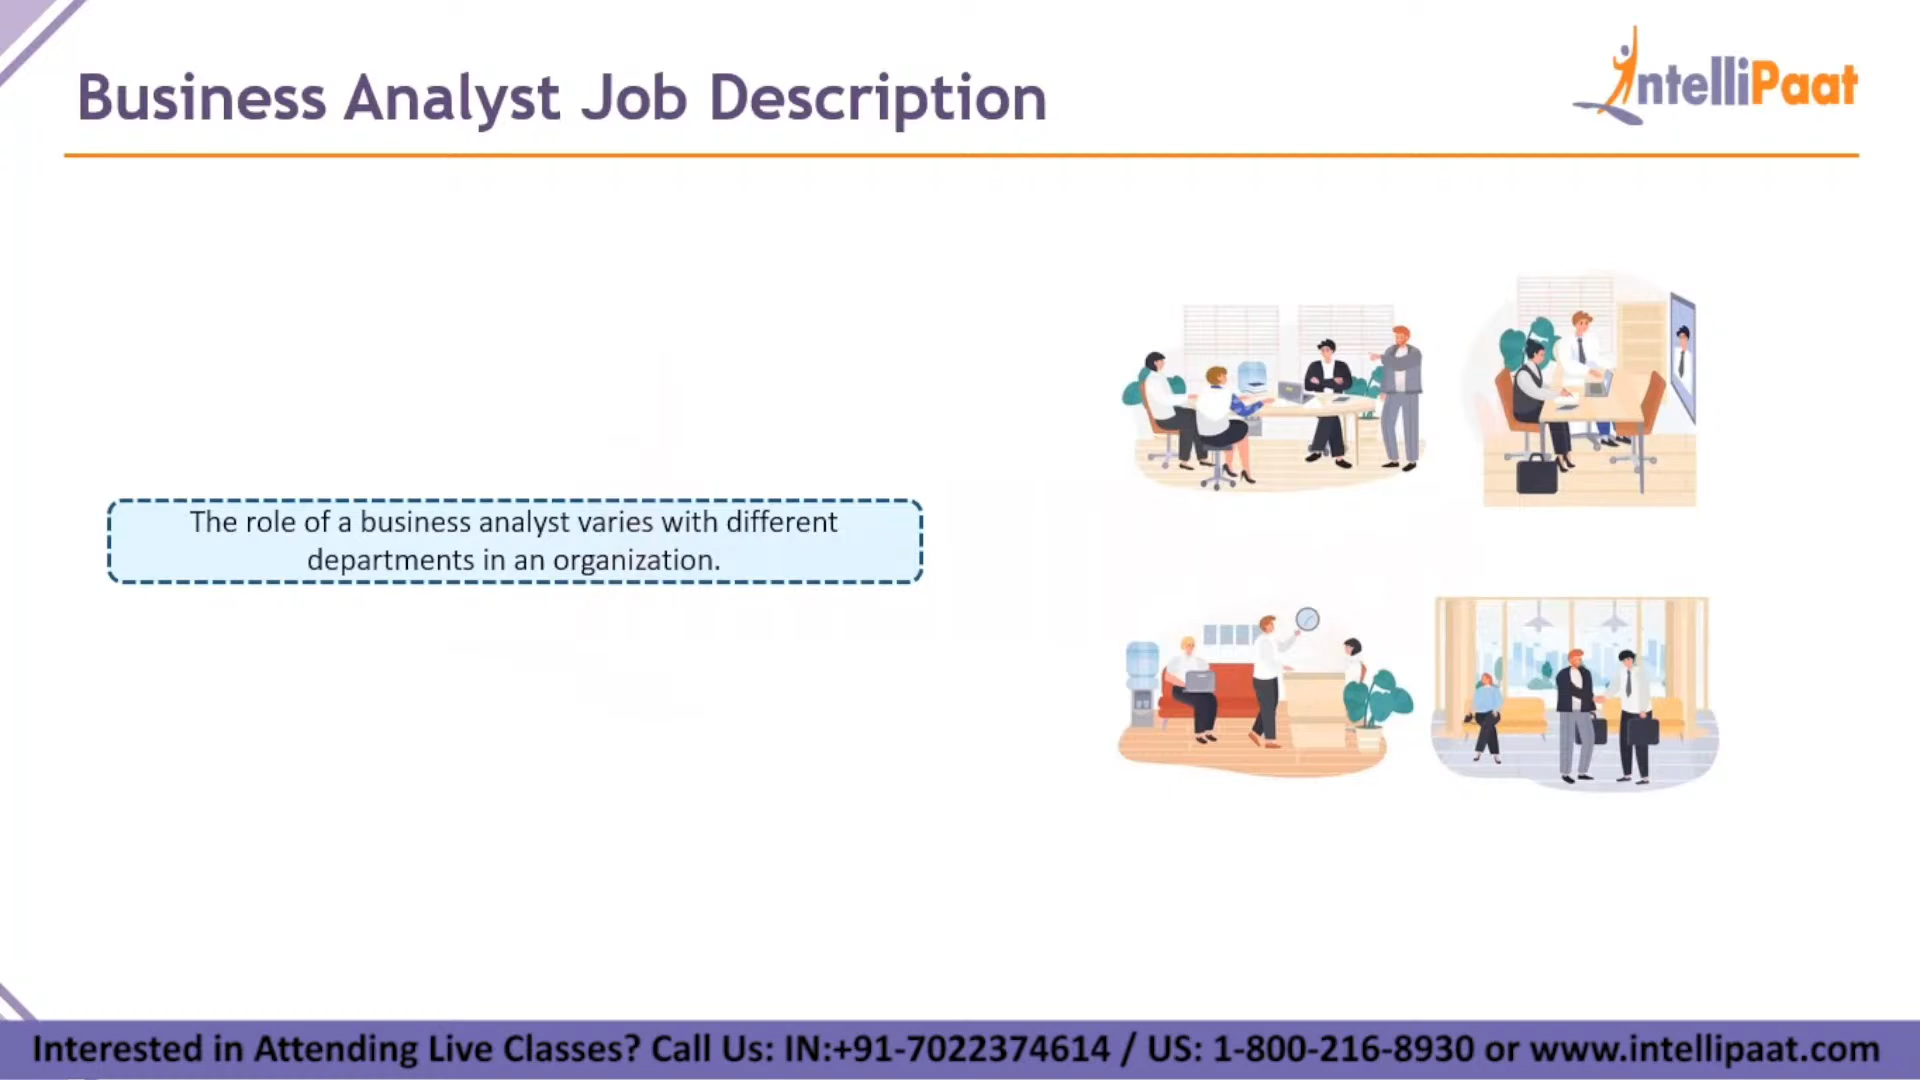 Business Analyst Job Description
IntelliPaat
The role of a business analyst varies with different
departments in an organization.
Interested in Attending Live Classes? Call Us: IN:+91-7022374614 / US: 1-800-216-8930 or www.intellipaat.com